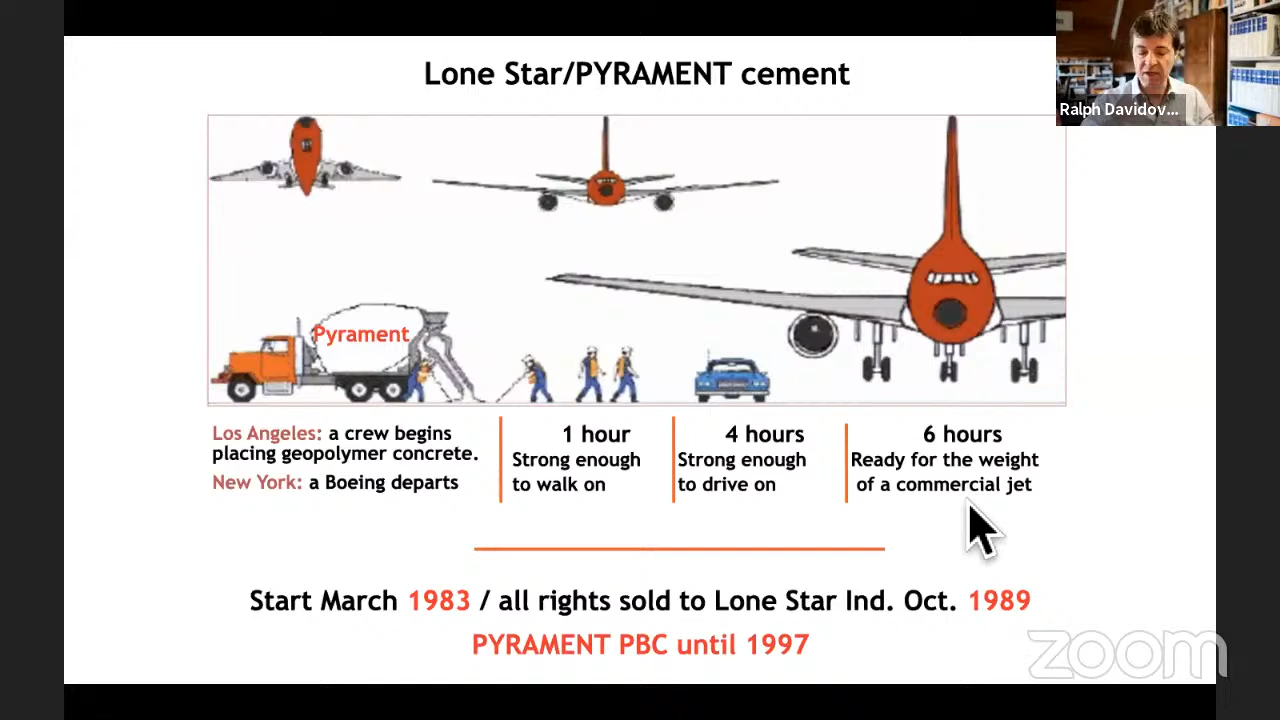 Lone Star/PYRAMENT cement
Ralph Davidov...
Pyrament
Los Angeles: a crew begins
placing geopolymer concrete.
New York: a Boeing departs
1 hour
Strong enough
to walk on
4 hours
Strong enough
to drive on
6 hours
Ready for the weight
of a commercial jet
Start March 1983 / all rights sold to Lone Star Ind. Oct. 1989
PYRAMENT PBC until 1997
zoom